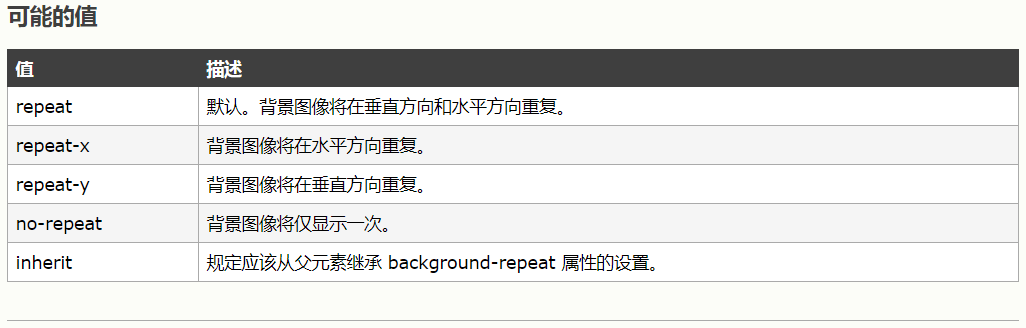 可能的值
值 描述
repeat 默认。背景图像将在垂直方向和水平方向重复。
repeat-x 背景图像将在水平方向重复。
repeat-y 背景图像将在垂直方向重复。
no-repeat 背景图像将仅显示一次。
inherit 规定应该从父元素继承 background-repeat 属性的设置。